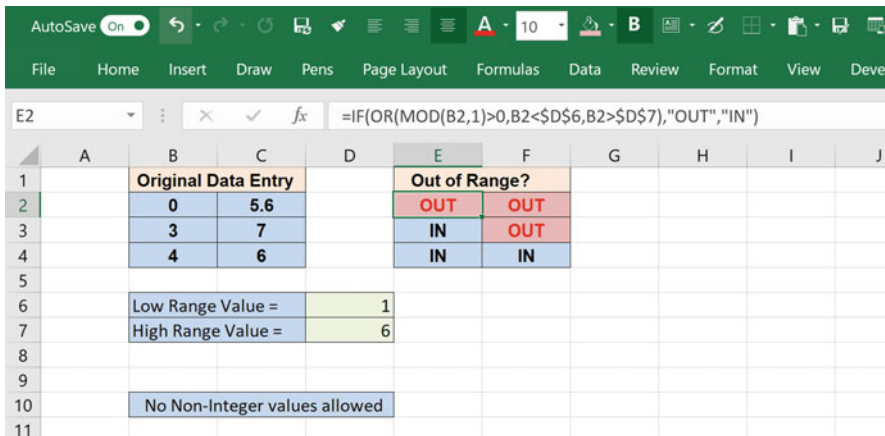 AutoSave On 10 B
File Home Insert Draw Pens Page Layout Formulas Data Review Format View Deve
E2 fx =IF(OR(MOD(B2,1)>0,B2<$D$6,B2>$D$7),"OUT","IN")
A B C D E F G H I J
1 Original Data Entry Out of Range?
2 0 5.6 OUT OUT
3 3 7 IN OUT
4 4 6 IN IN
5
6 Low Range Value = 1
7 High Range Value = 6
8
9
10 No Non-Integer values allowed
11